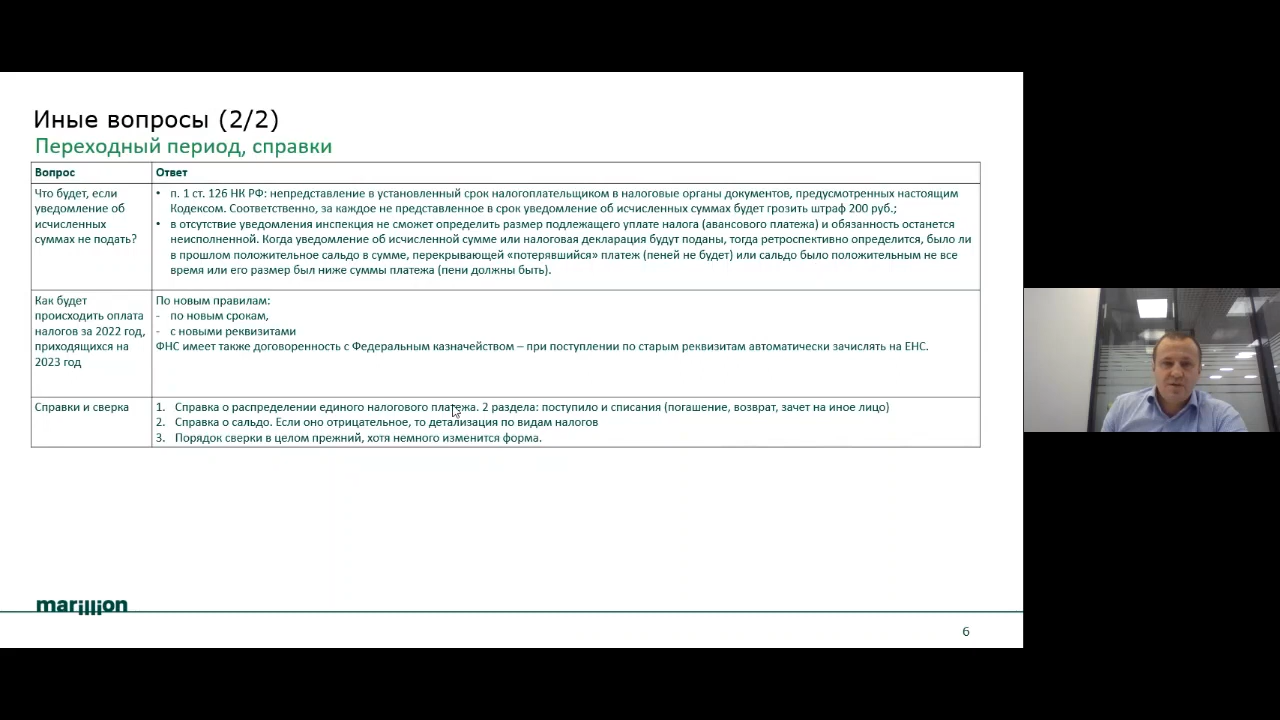 Иные вопросы (2/2)
Переходный период, справки
Вопрос
Ответ
Что будет, если
уведомление об
исчисленных
суммах не подать?
• п. 1 ст. 126 НК РФ: непредставление в установленный срок налогоплательщиком в налоговые органы документов, предусмотренных настоящим
Кодексом. Соответственно, за каждое не представленное в срок уведомление об исчисленных суммах будет грозить штраф 200 руб.;
• в отсутствие уведомления инспекция не сможет определить размер подлежащего уплате налога (авансового платежа) и обязанность останется
неисполненной. Когда уведомление об исчисленной сумме или налоговая декларация будут поданы, тогда ретроспективно определится, было ли
в прошлом положительное сальдо в сумме, перекрывающей «потерявшийся» платеж (пеней не будет) или сальдо было положительным не все
время или его размер был ниже суммы платежа (пени должны быть).
Как будет
происходить оплата
налогов за 2022 год,
приходящихся на
2023 год
По новым правилам:
- по новым срокам,
- с новыми реквизитами
ФНС имеет также договоренность с Федеральным казначейством – при поступлении по старым реквизитам автоматически зачислять на ЕНС.
Справки и сверка
1. Справка о распределении единого налогового платежа. 2 раздела: поступило и списания (погашение, возврат, зачет на иное лицо)
2. Справка о сальдо. Если оно отрицательное, то детализация по видам налогов
3. Порядок сверки в целом прежний, хотя немного изменится форма.
marillion
6